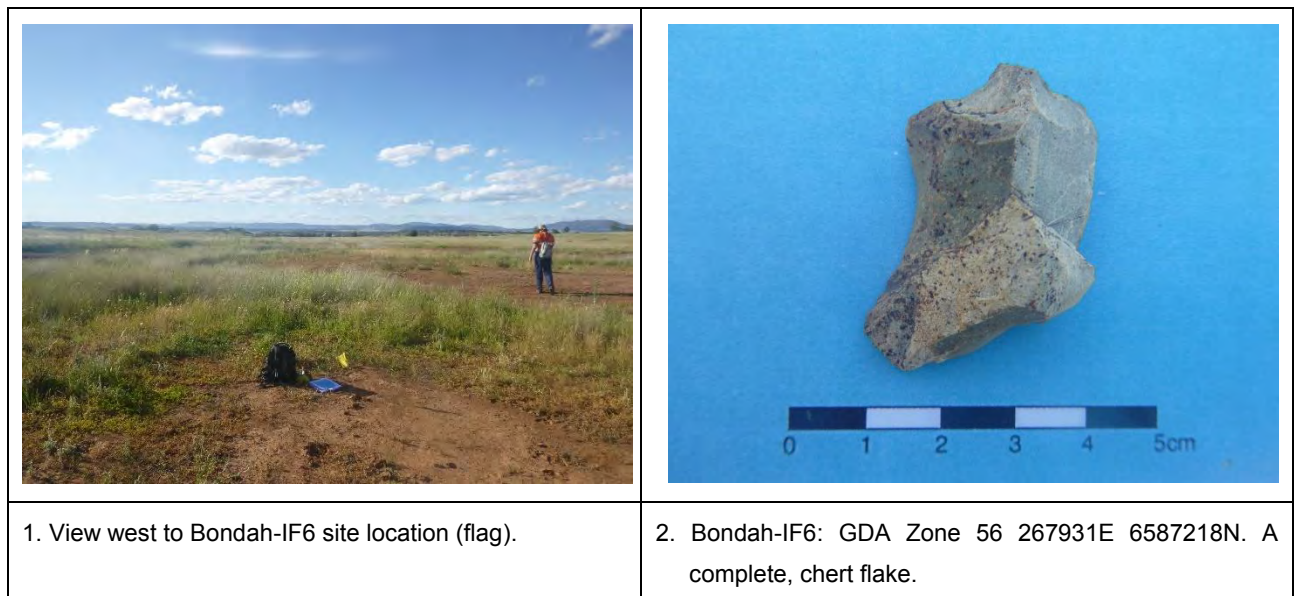 0 1 2 3 4 5cm
1. View west to Bondah-IF6 site location (flag).
2. Bondah-IF6: GDA Zone 56 267931E 6587218N. A
complete, chert flake.